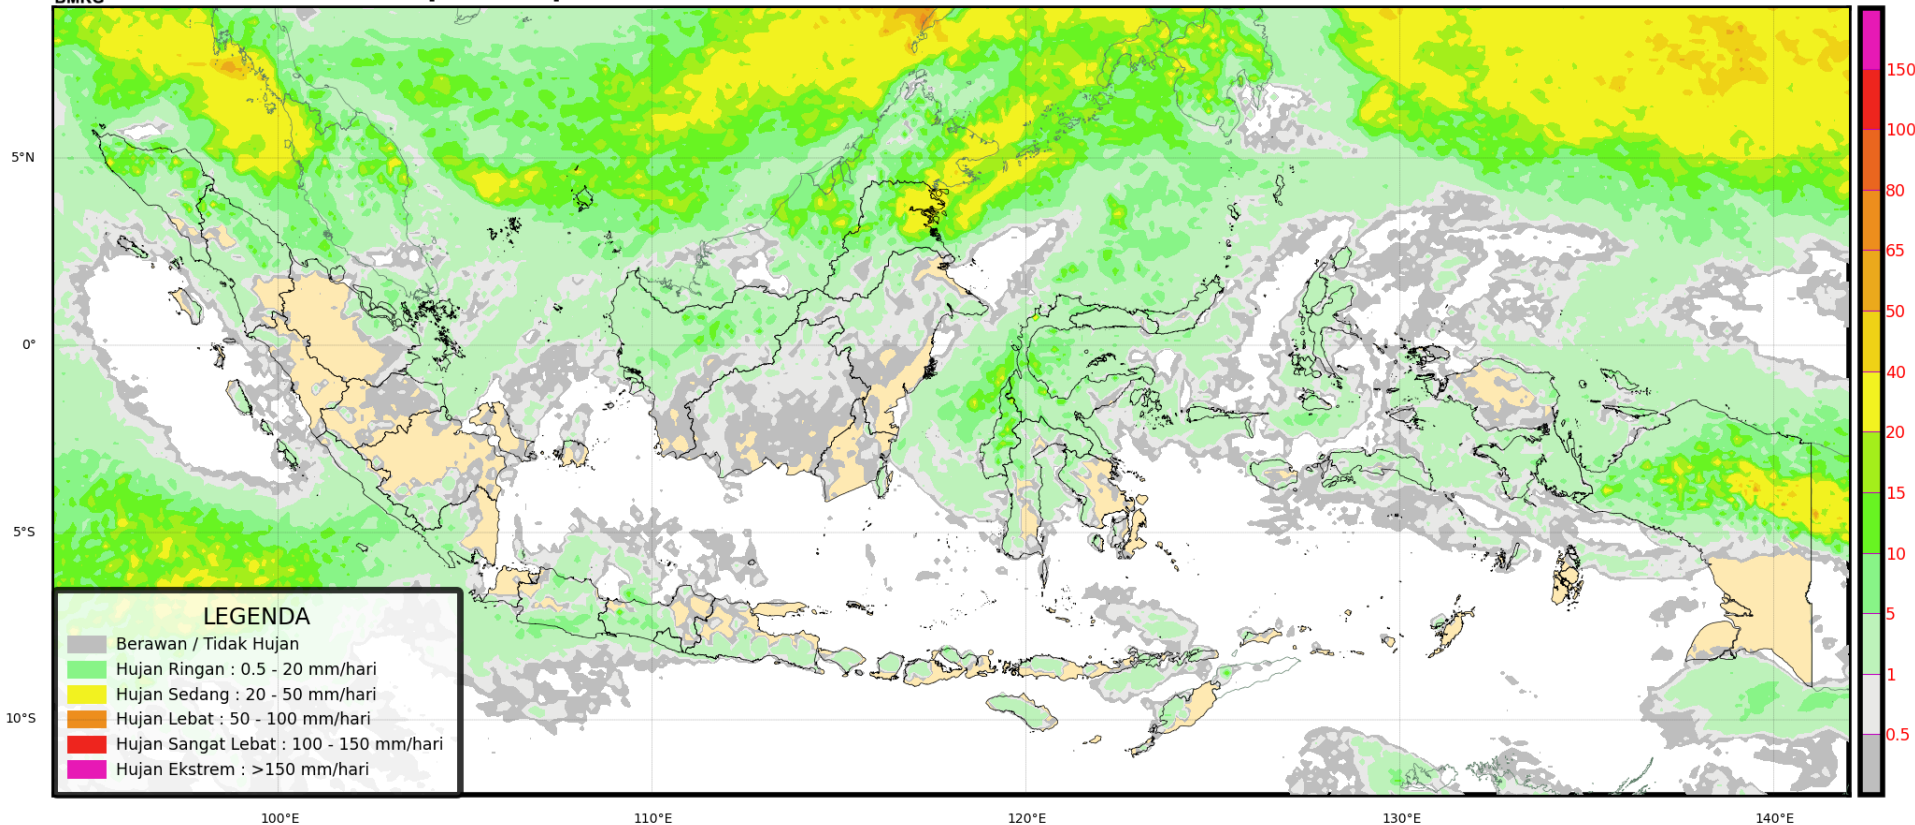 5°N
0°
5°S
10°S
100°E
110°E
120°E
130°E
140°E
LEGENDA
Berawan / Tidak Hujan
Hujan Ringan : 0.5 - 20 mm/hari
Hujan Sedang : 20 - 50 mm/hari
Hujan Lebat : 50 - 100 mm/hari
Hujan Sangat Lebat : 100 - 150 mm/hari
Hujan Ekstrem : >150 mm/hari
150
100
80
65
50
40
20
15
10
5
1
0.5